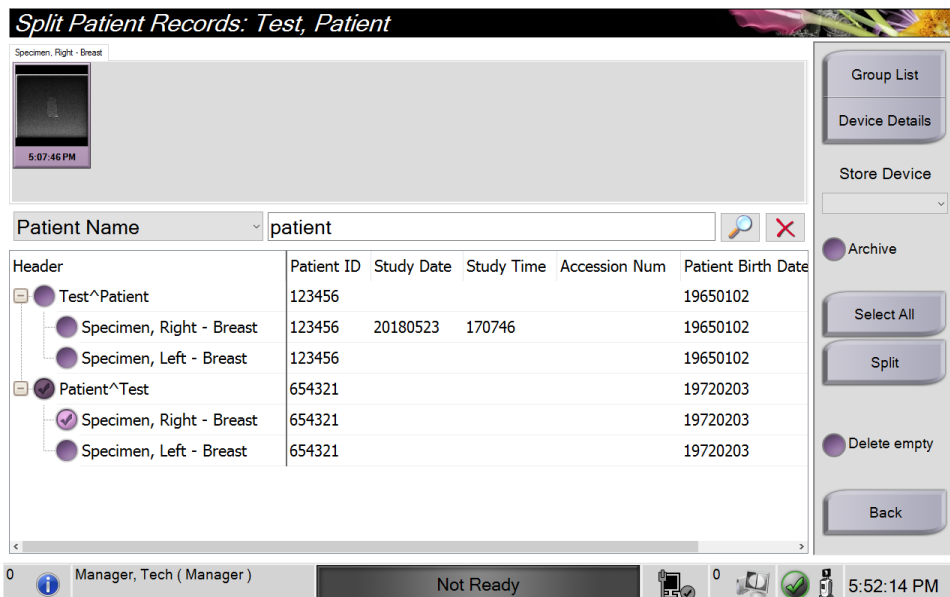 Split Patient Records: Test, Patient
Specimen, Right - Breast
5:07:46 PM
Group List
Device Details
Store Device
Archive
Select All
Split
Delete empty
Back
Patient Name patient
Header Patient ID Study Date Study Time Accession Num Patient Birth Date
Test^Patient 123456 19650102
Specimen, Right - Breast 123456 20180523 170746 19650102
Specimen, Left - Breast 123456 19650102
Patient^Test 654321 19720203
Specimen, Right - Breast 654321 19720203
Specimen, Left - Breast 654321 19720203
0 Manager, Tech ( Manager ) Not Ready 0 5:52:14 PM